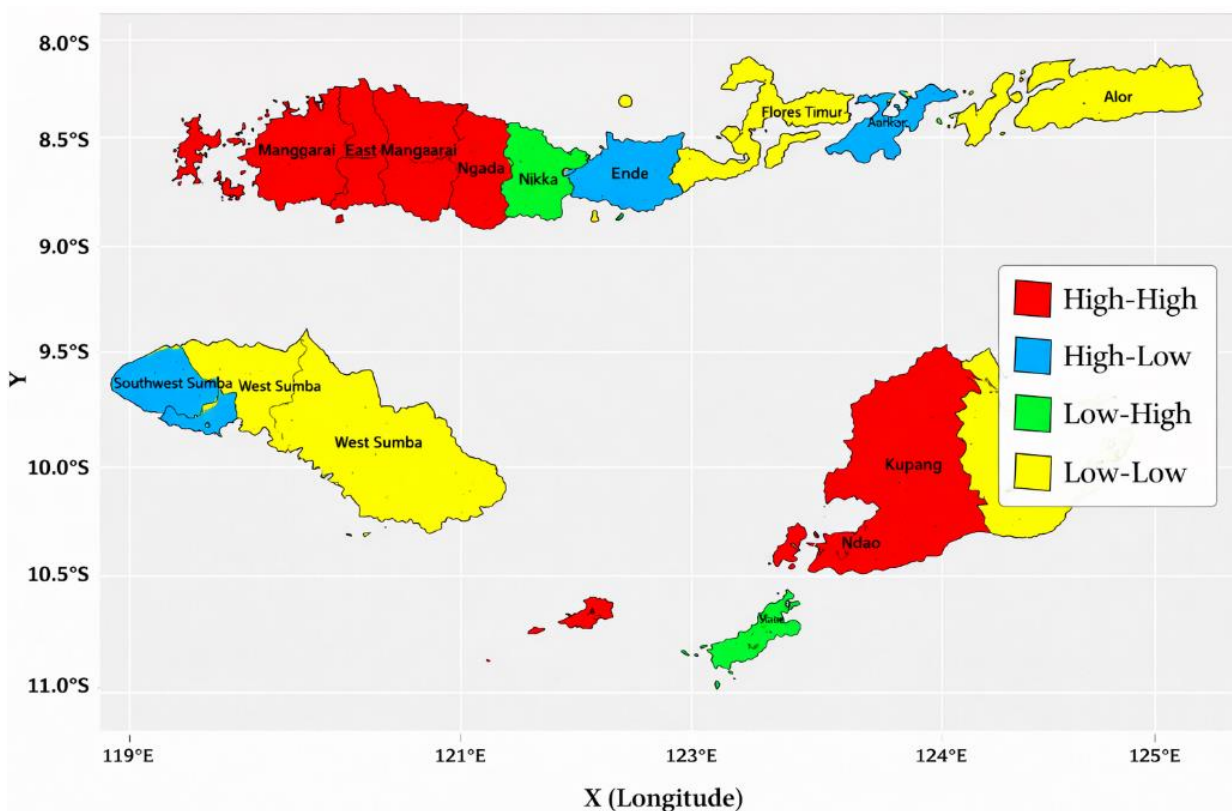 8.0°S
8.5°S
9.0°S
9.5°S
10.0°S
10.5°S
11.0°S
Y
Manggarai
East
Mangaarai
Ngada
Nikka
Ende
Flores Timur
Alor
Southwest Sumba
West Sumba
West Sumba
Kupang
Ndao
High-High
High-Low
Low-High
Low-Low
119°E
121°E
123°E
124°E
125°E
X (Longitude)